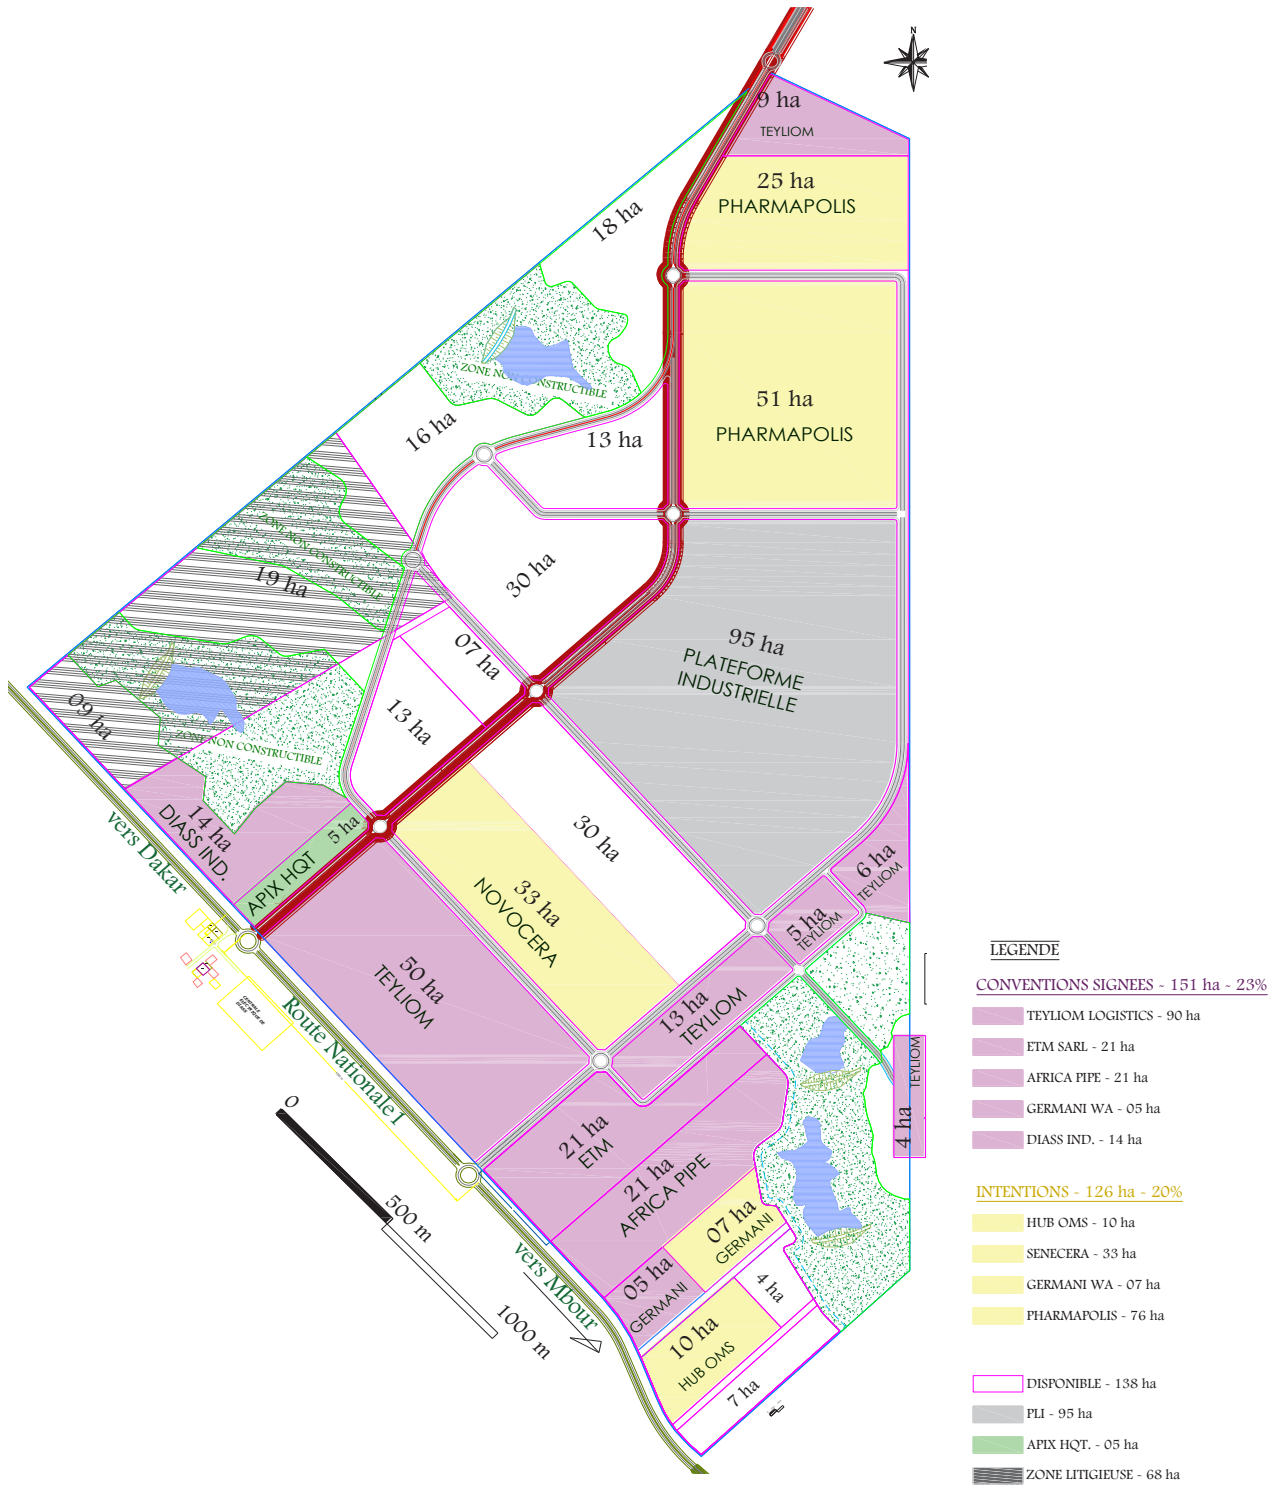 N
9 ha
TEYLIOM
25 ha
PHARMAPOLIS
18 ha
ZONE NON CONSTRUCTIBLE
51 ha
PHARMAPOLIS
16 ha
13 ha
ZONE NON CONSTRUCTIBLE
19 ha
30 ha
95 ha
PLATEFORME
INDUSTRIELLE
07 ha
13 ha
09 ha
ZONE NON CONSTRUCTIBLE
14 ha
DIASS IND.
5 ha
APIX HQT
30 ha
33 ha
NOVOCERA
6 ha
TEYLIOM
5 ha
TEYLIOM
vers Dakar
50 ha
TEYLIOM
13 ha
TEYLIOM
Route Nationale 1
TEYLIOM
4 ha
21 ha
ETM
21 ha
AFRICA PIPE
07 ha
GERMANI
05 ha
GERMANI
vers Mbour
4 ha
10 ha
HUB OMS
7 ha
0
500 m
1000 m
LEGENDE
CONVENTIONS SIGNEES - 151 ha - 23%
TEYLIOM LOGISTICS - 90 ha
ETM SARL - 21 ha
AFRICA PIPE - 21 ha
GERMANI WA - 05 ha
DIASS IND. - 14 ha
INTENTIONS - 126 ha - 20%
HUB OMS - 10 ha
SENECERA - 33 ha
GERMANI WA - 07 ha
PHARMAPOLIS - 76 ha
DISPONIBLE - 138 ha
PLI - 95 ha
APIX HQT. - 05 ha
ZONE LITIGIEUSE - 68 ha